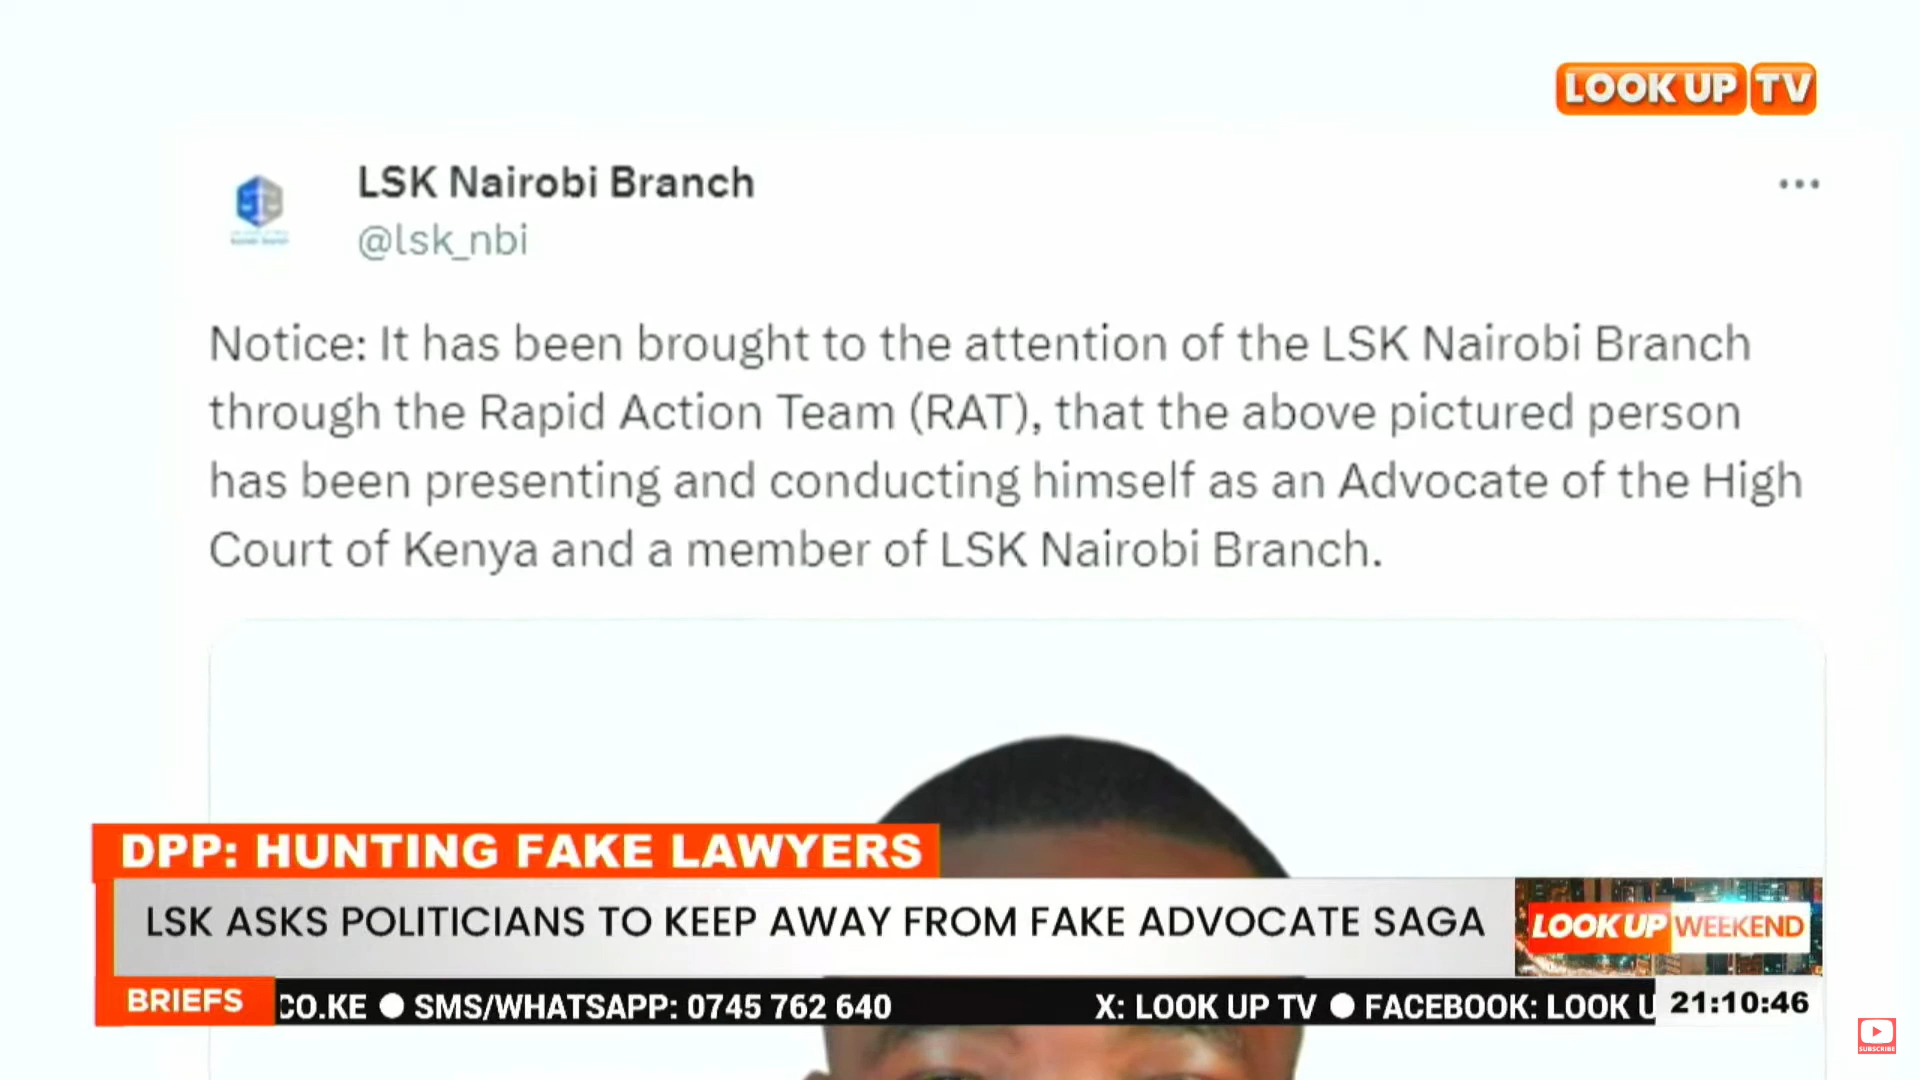 LOOK UP TV
LSK Nairobi Branch
@lsk_nbi
Notice: It has been brought to the attention of the LSK Nairobi Branch
through the Rapid Action Team (RAT), that the above pictured person
has been presenting and conducting himself as an Advocate of the High
Court of Kenya and a member of LSK Nairobi Branch.
DPP: HUNTING FAKE LAWYERS
LSK ASKS POLITICIANS TO KEEP AWAY FROM FAKE ADVOCATE SAGA
LOOK UP WEEKEND
BRIEFS
CO.KE ● SMS/WHATSAPP: 0745 762 640 X: LOOK UP TV ● FACEBOOK: LOOK U
21:10:46
SUBSCRIBE